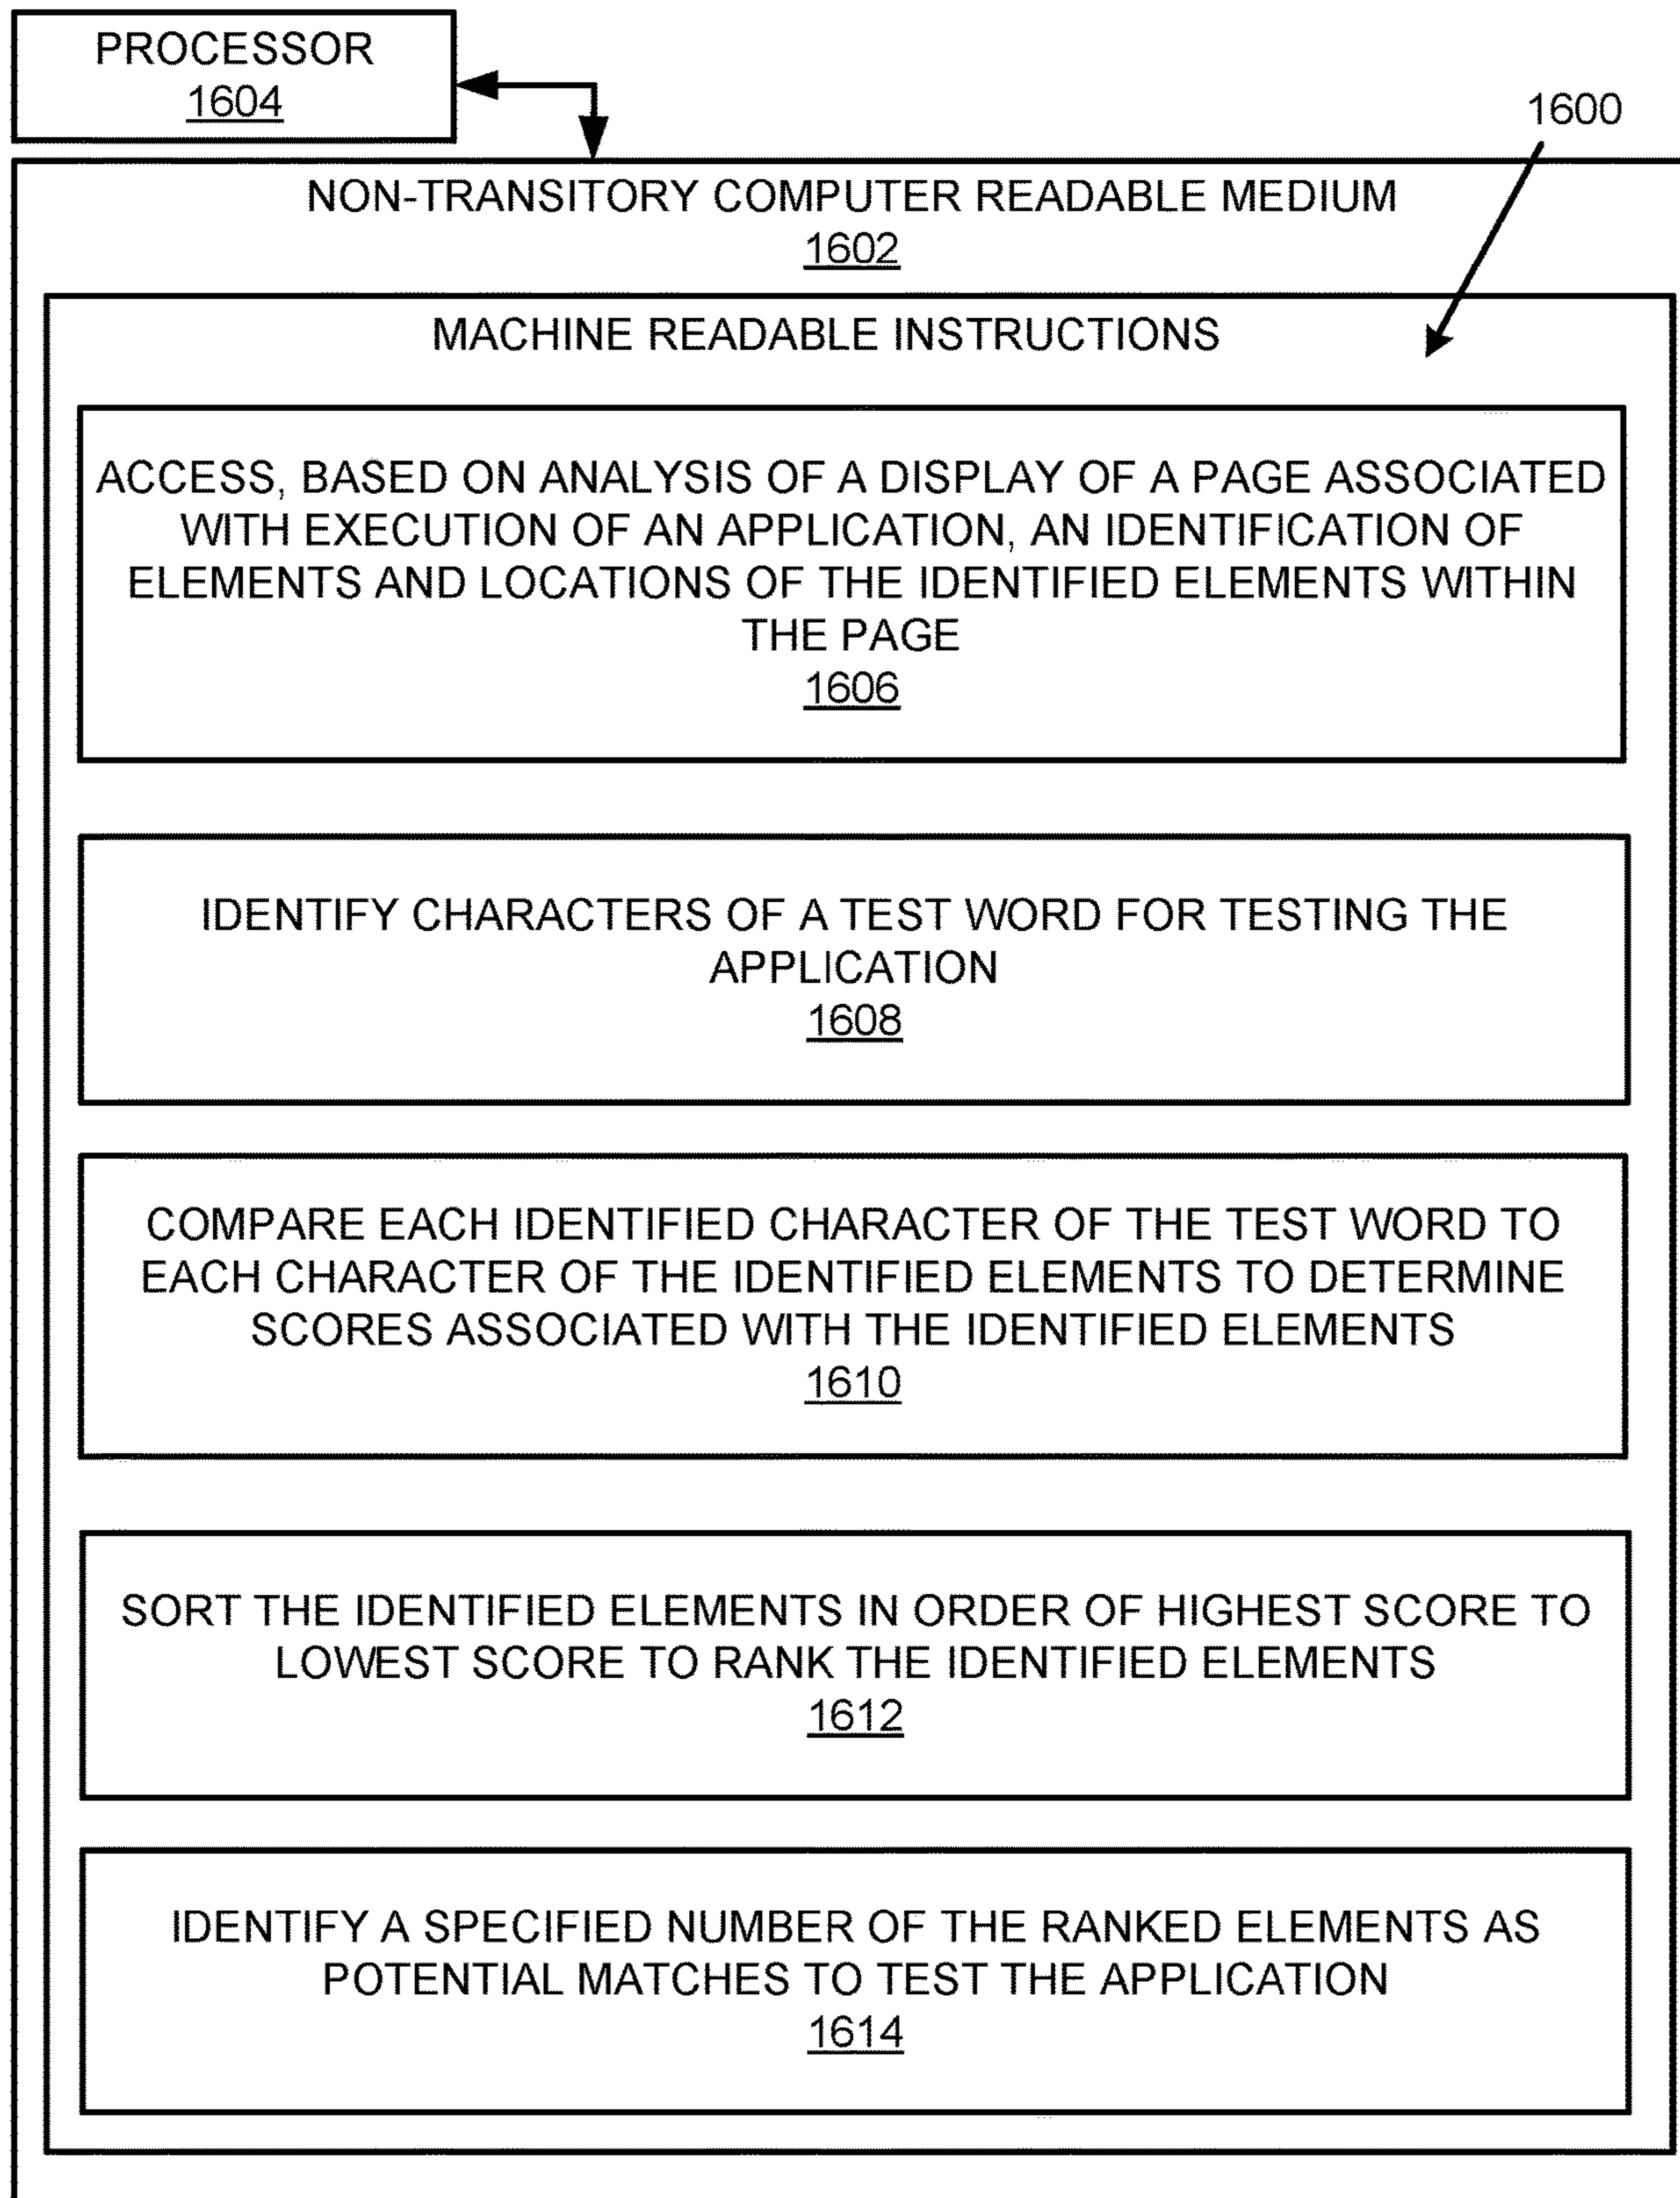 PROCESSOR
1604
1600
NON-TRANSITORY COMPUTER READABLE MEDIUM
1602
MACHINE READABLE INSTRUCTIONS
ACCESS, BASED ON ANALYSIS OF A DISPLAY OF A PAGE ASSOCIATED
WITH EXECUTION OF AN APPLICATION, AN IDENTIFICATION OF
ELEMENTS AND LOCATIONS OF THE IDENTIFIED ELEMENTS WITHIN
THE PAGE
1606
IDENTIFY CHARACTERS OF A TEST WORD FOR TESTING THE
APPLICATION
1608
COMPARE EACH IDENTIFIED CHARACTER OF THE TEST WORD TO
EACH CHARACTER OF THE IDENTIFIED ELEMENTS TO DETERMINE
SCORES ASSOCIATED WITH THE IDENTIFIED ELEMENTS
1610
SORT THE IDENTIFIED ELEMENTS IN ORDER OF HIGHEST SCORE TO
LOWEST SCORE TO RANK THE IDENTIFIED ELEMENTS
1612
IDENTIFY A SPECIFIED NUMBER OF THE RANKED ELEMENTS AS
POTENTIAL MATCHES TO TEST THE APPLICATION
1614